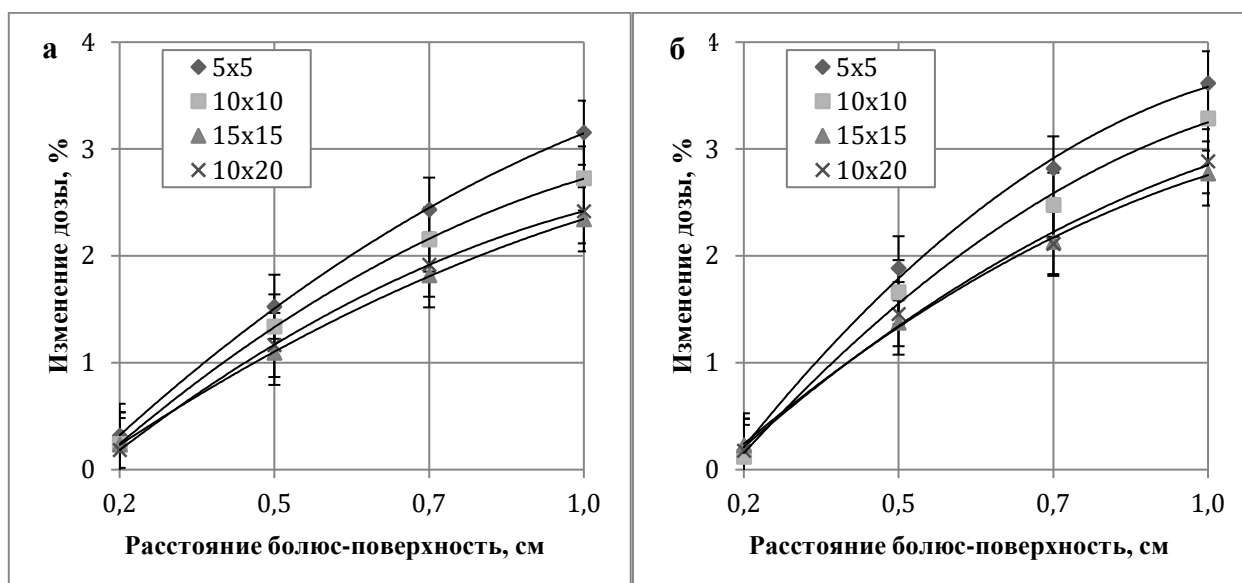 а
Изменение дозы, %
4
3
2
1
0
5x5
10x10
15x15
10x20
0,2 0,5 0,7 1,0
Расстояние болюс-поверхность, см
б
Изменение дозы, %
4
3
2
1
0
5x5
10x10
15x15
10x20
0,2 0,5 0,7 1,0
Расстояние болюс-поверхность, см